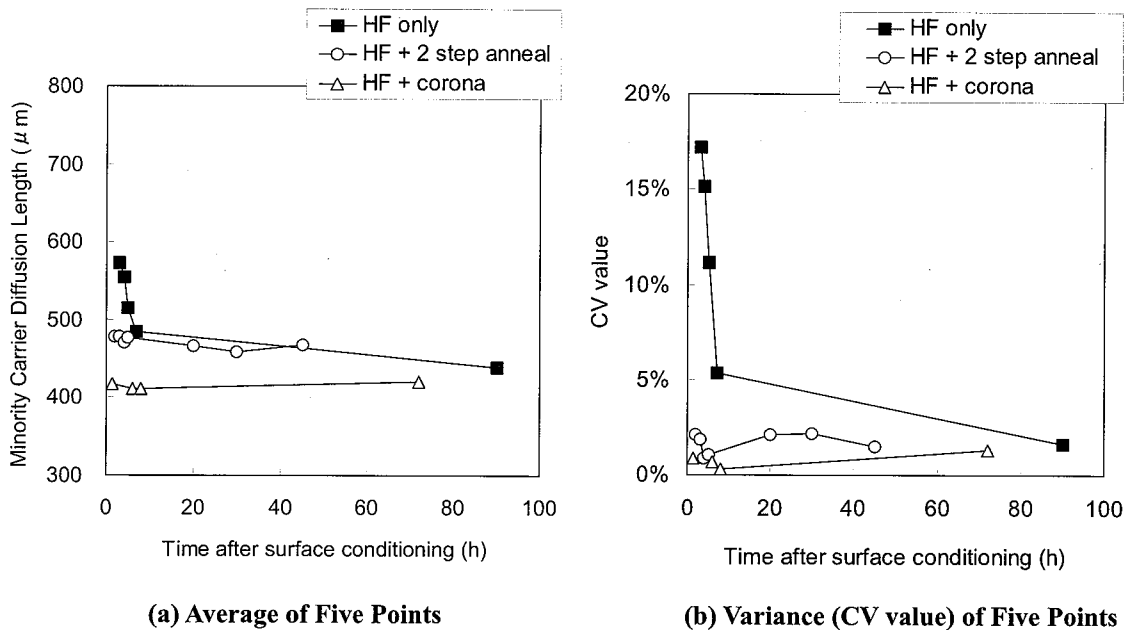 HF only
HF + 2 step anneal
HF + corona
800
700
600
500
400
300
Minority Carrier Diffusion Length ( μ m)
0 20 40 60 80 100
Time after surface conditioning (h)
(a) Average of Five Points
HF only
HF + 2 step anneal
HF + corona
20%
15%
10%
5%
0%
CV value
0 20 40 60 80 100
Time after surface conditioning (h)
(b) Variance (CV value) of Five Points